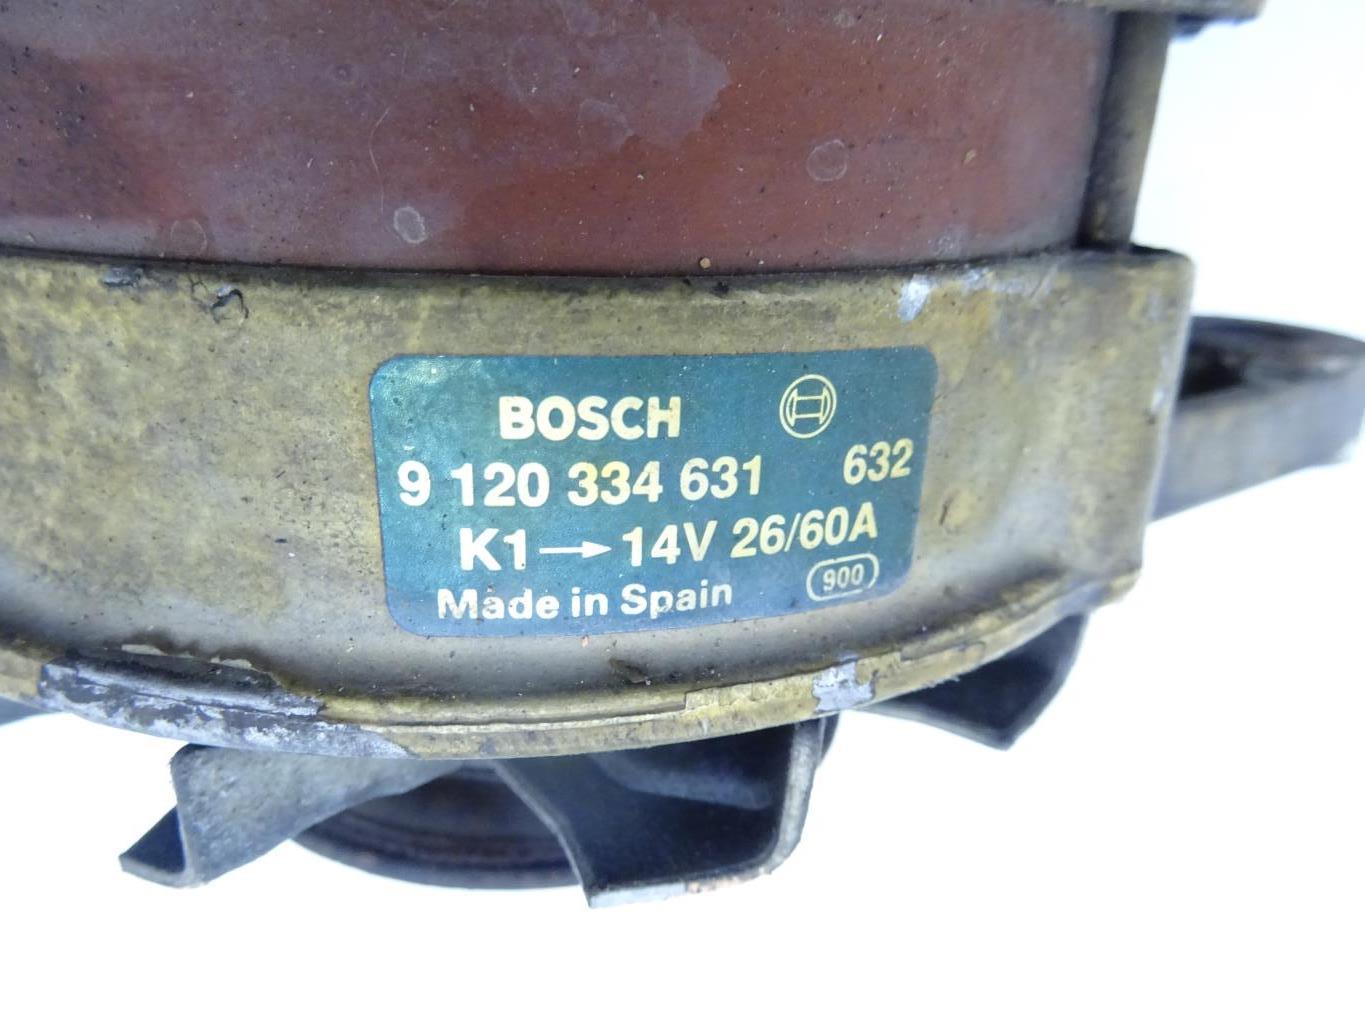 BOSCH
9 120 334 631 632
K1→14V 26/60A
Made in Spain 900